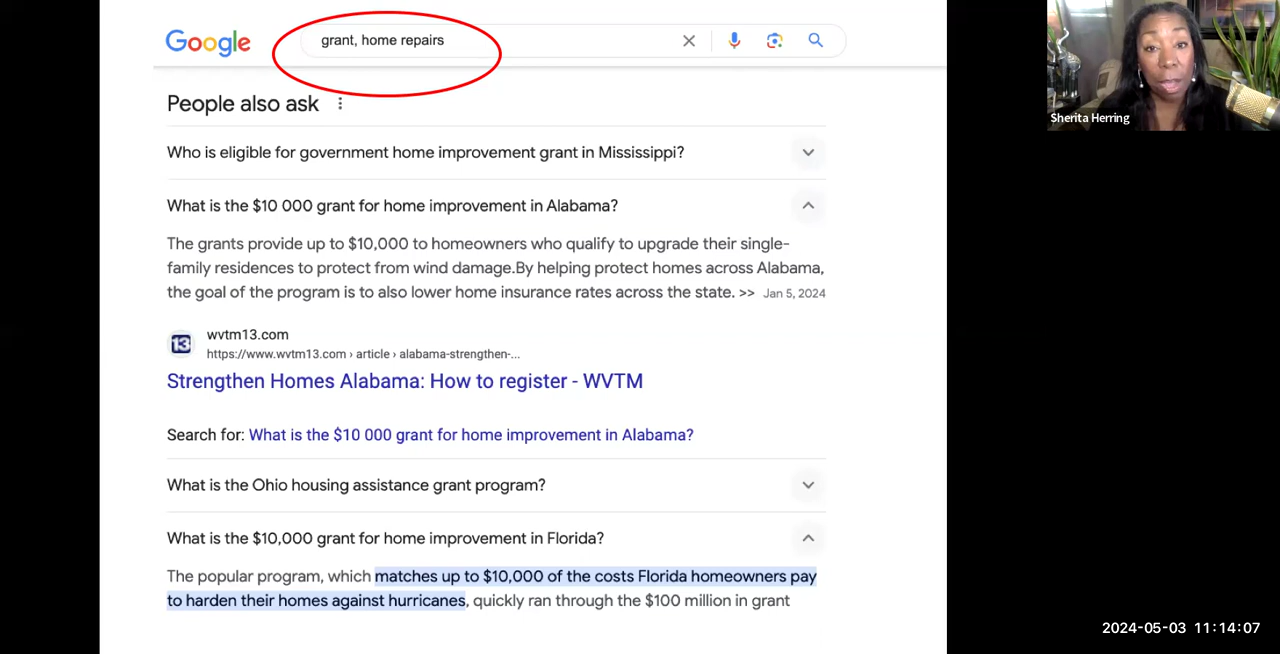 Google
grant, home repairs
Sherita Herring
People also ask
Who is eligible for government home improvement grant in Mississippi?
What is the $10 000 grant for home improvement in Alabama?
The grants provide up to $10,000 to homeowners who qualify to upgrade their single-
family residences to protect from wind damage.By helping protect homes across Alabama,
the goal of the program is to also lower home insurance rates across the state. >> Jan 5, 2024
13
wvtm13.com
https://www.wvtm13.com › article › alabama-strengthen-...
Strengthen Homes Alabama: How to register - WVTM
Search for: What is the $10 000 grant for home improvement in Alabama?
What is the Ohio housing assistance grant program?
What is the $10,000 grant for home improvement in Florida?
The popular program, which matches up to $10,000 of the costs Florida homeowners pay
to harden their homes against hurricanes, quickly ran through the $100 million in grant
2024-05-03 11:14:07